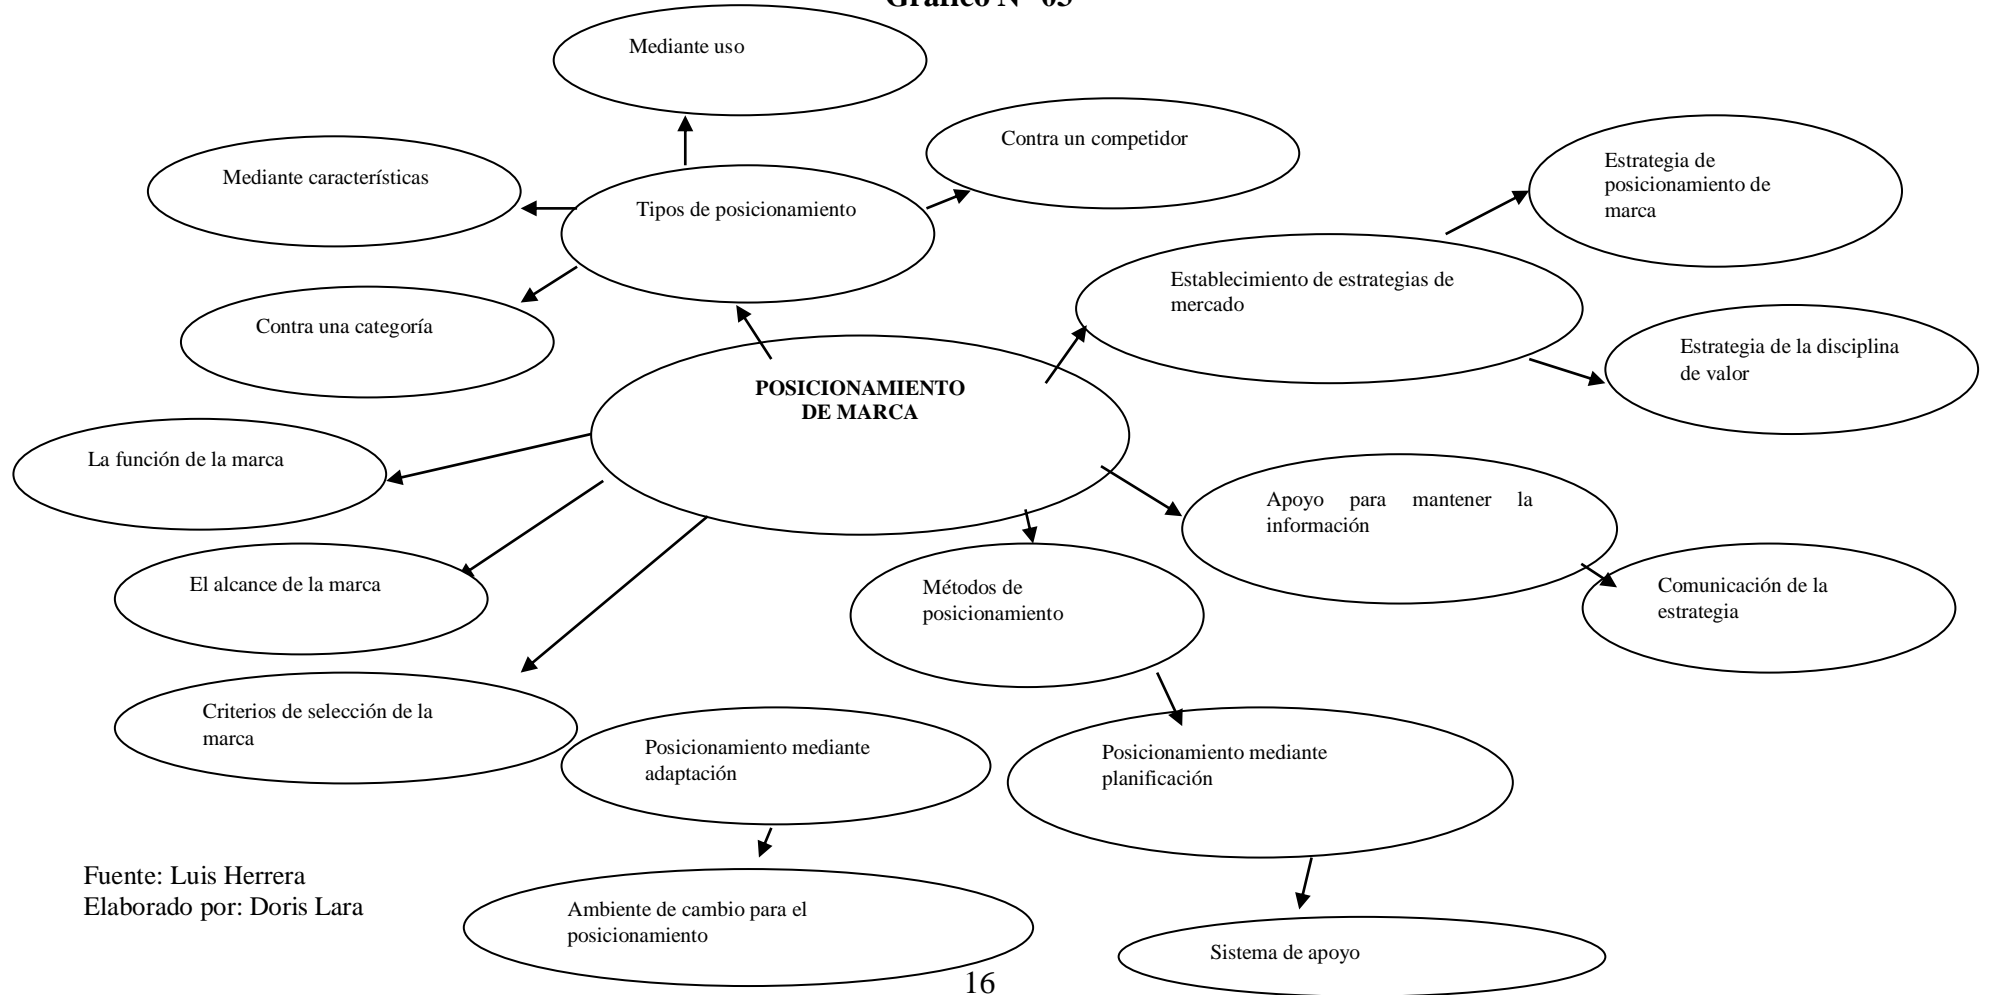 Gráfico N° 03
Mediante uso
Contra un competidor
Mediante características
Tipos de posicionamiento
Estrategia de
posicionamiento de
marca
Establecimiento de estrategias de
mercado
Contra una categoría
Estrategia de la disciplina
de valor
POSICIONAMIENTO
DE MARCA
La función de la marca
Apoyo para mantener la
información
El alcance de la marca
Métodos de
posicionamiento
Comunicación de la
estrategia
Criterios de selección de la
marca
Posicionamiento mediante
adaptación
Posicionamiento mediante
planificación
Fuente: Luis Herrera
Elaborado por: Doris Lara
Ambiente de cambio para el
posicionamiento
Sistema de apoyo
16